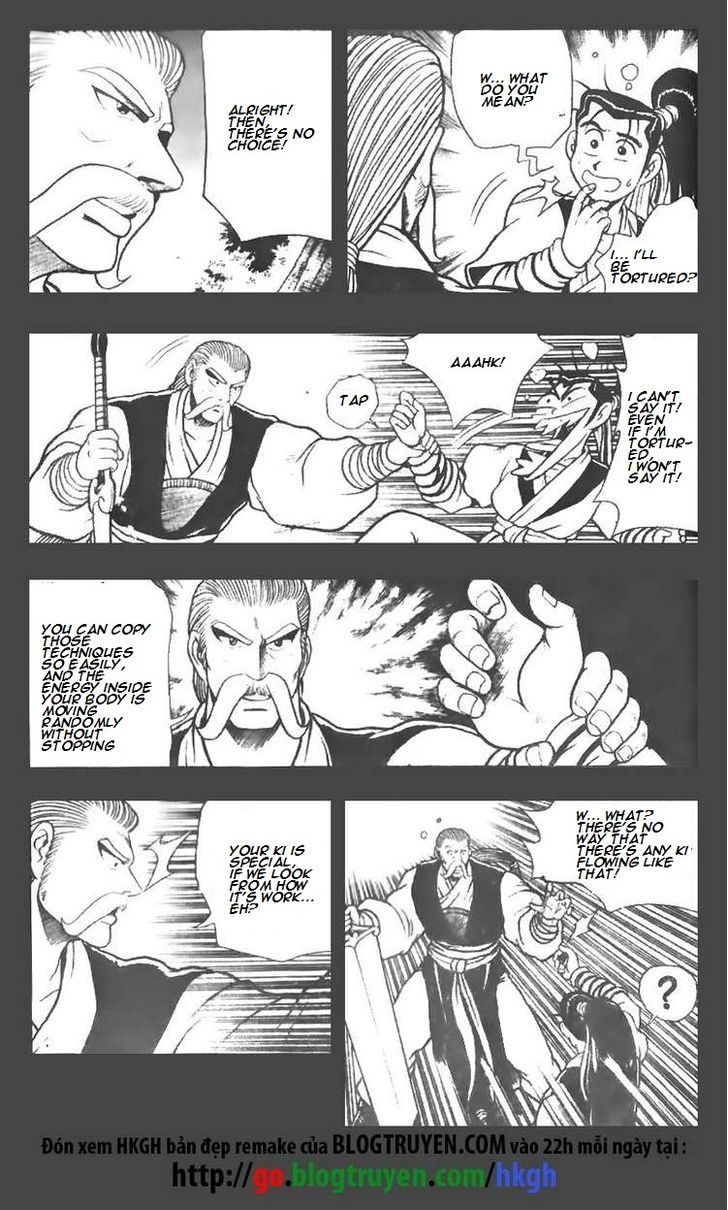 ALRIGHT!
THEN,
THERE'S NO
CHOICE!
W... WHAT
DO YOU
MEAN?
I... I'LL
BE
TORTURED?
TAP
AAAHK!
I CAN'T
SAY IT!
EVEN
IF I'M
TORTUR-
ED,
I WON'T
SAY IT!
YOU CAN COPY
THOSE
TECHNIQUES
SO EASILY,
AND THE
ENERGY INSIDE
YOUR BODY IS
MOVING
RANDOMLY
WITHOUT
STOPPING
YOUR KI IS
SPECIAL,
IF WE LOOK
FROM HOW
IT'S WORK...
EH?
W... WHAT?
THERE'S NO
WAY THAT
THERE'S ANY KI
FLOWING LIKE
THAT!
?
Đón xem HKGH bản đẹp remake của BLOGTRUYEN.COM vào 22h mỗi ngày tại :
http://go.blogtruyen.com/hkgh